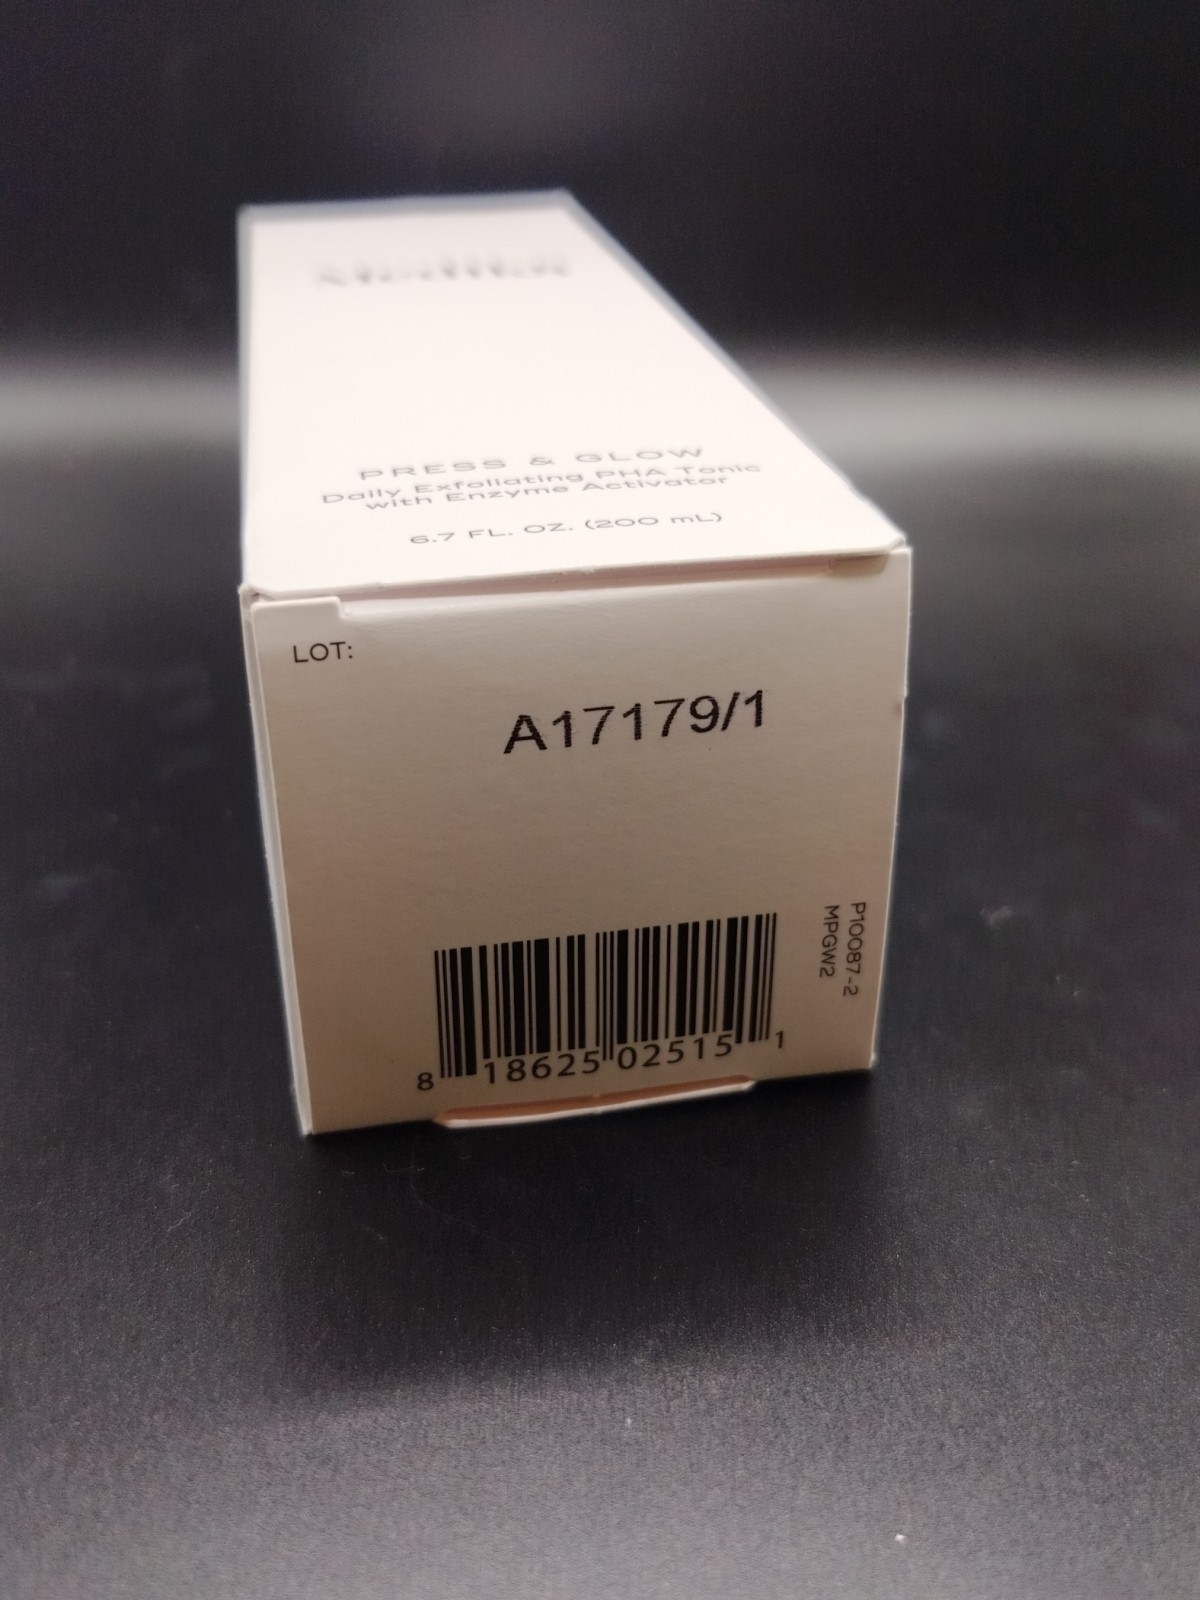 PRESS & GLOW
Daily Exfoliating PHA Tonic
with Enzyme Activator
6.7 FL. OZ. (200 mL)
LOT:
A17179/1
P10087-2
MPGW2
8 18625 02515 1